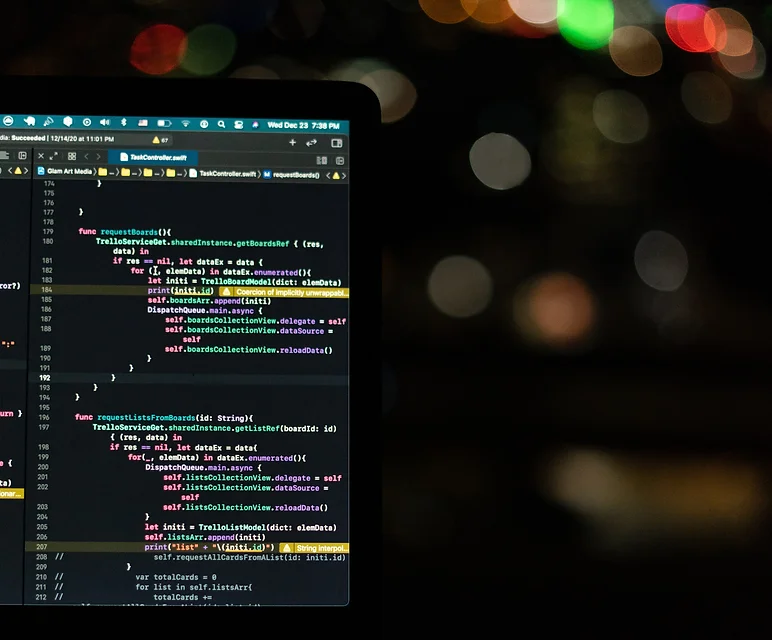 Wed Dec 23 7:38 PM
dia: Succeeded | 12/14/20 at 11:01 PM
67
TaskController.swift
Glam Art Media TaskController.swift M requestBoards()
174 }
175
176
177 }
178
179 func requestBoards(){
180 TrelloServiceGet.sharedInstance.getBoardsRef { (res,
data) in
181 if res == nil, let dataEx = data {
182 for (_, elemData) in dataEx.enumerated(){
183 let initi = TrelloBoardModel(dict: elemData)
184 print(initi.id) Coercion of implicitly unwrappabl...
185 self.boardsArr.append(initi)
186 DispatchQueue.main.async {
187 self.boardsCollectionView.delegate = self
188 self.boardsCollectionView.dataSource =
self
189 self.boardsCollectionView.reloadData()
190 }
191 }
192 }
193 }
194 }
195
196 func requestListsFromBoards(id: String){
197 TrelloServiceGet.sharedInstance.getListRef(boardId: id)
{ (res, data) in
198 if res == nil, let dataEx = data{
199 for(_, elemData) in dataEx.enumerated(){
200 DispatchQueue.main.async {
201 self.listsCollectionView.delegate = self
202 self.listsCollectionView.dataSource =
self
203 self.listsCollectionView.reloadData()
204 }
205 let initi = TrelloListModel(dict: elemData)
206 self.listsArr.append(initi)
207 print("list" + "\(initi.id)") String interpol...
208 // self.requestAllCardsFromAList(id: initi.id)
209 }
210 // var totalCards = 0
211 // for list in self.listsArr{
212 // totalCards +=
ror?)
":"
urn }
e {
ta)
onar...